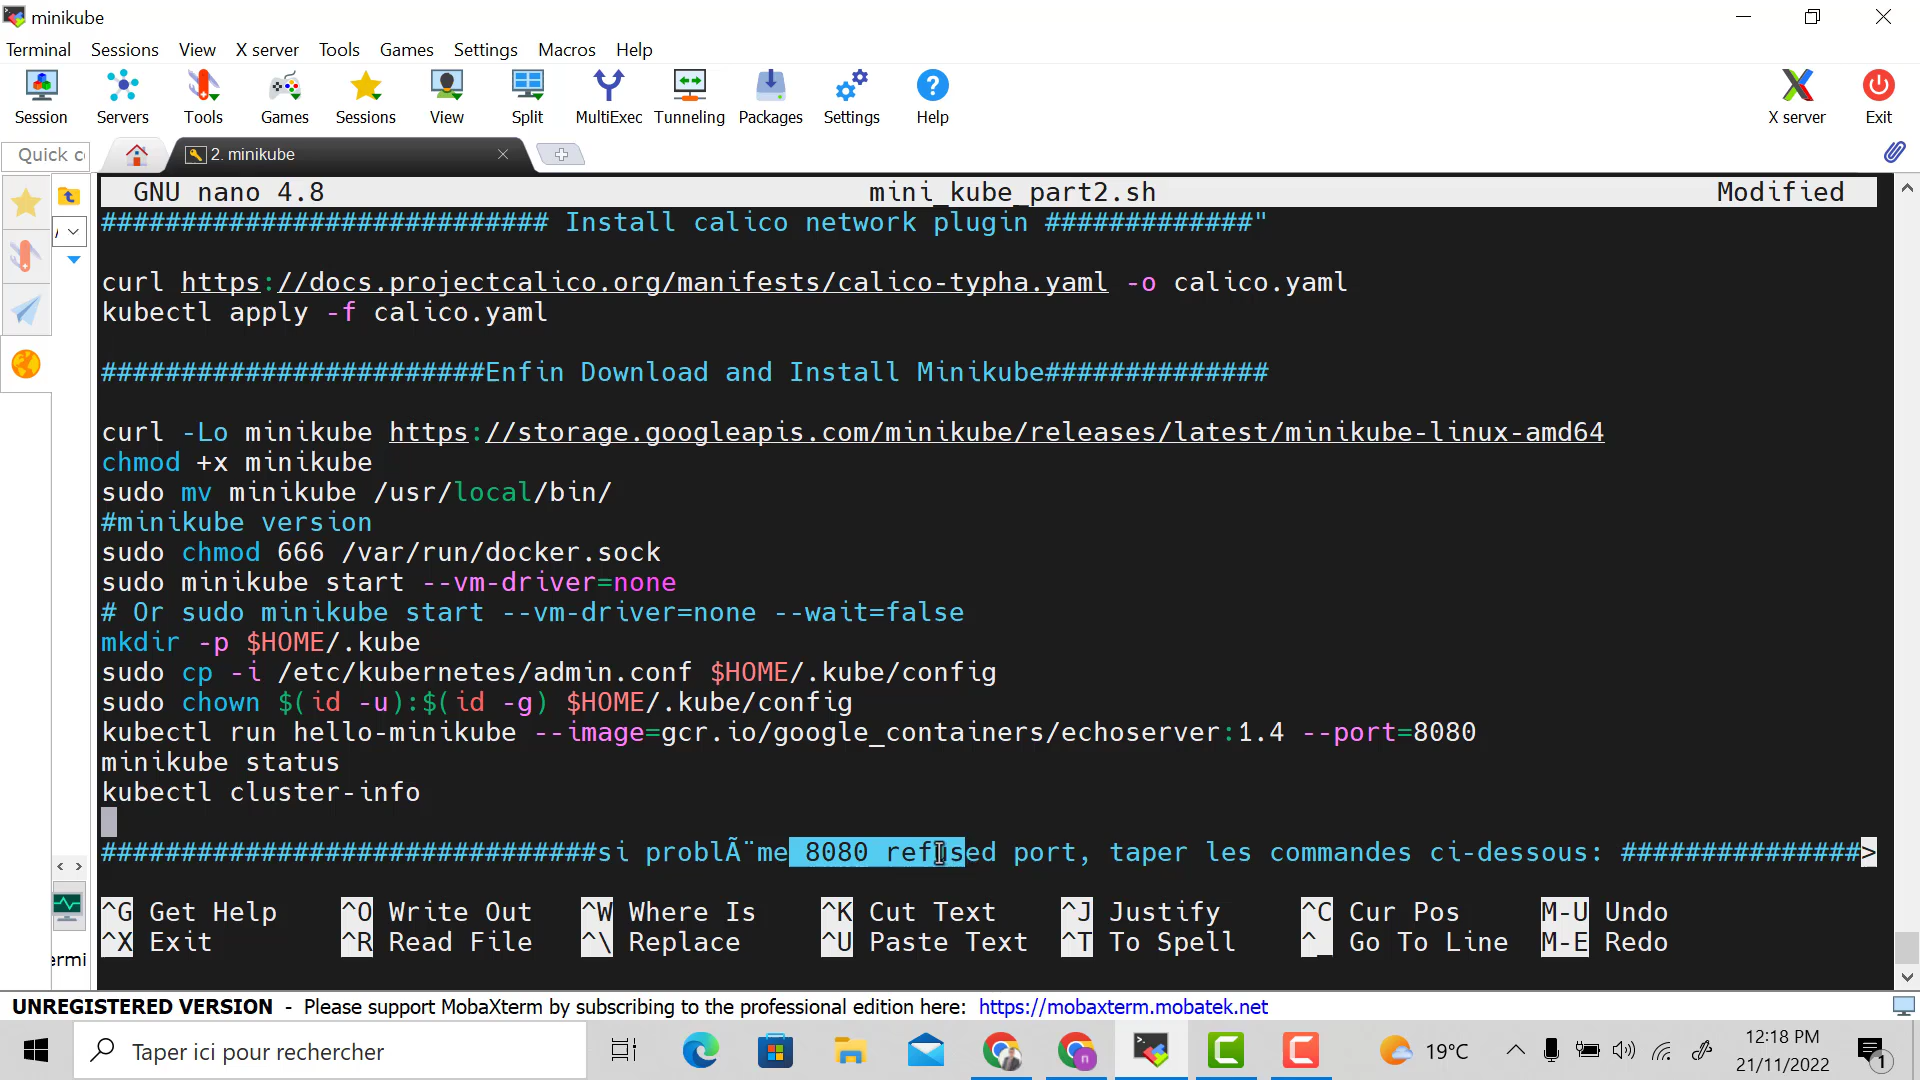 minikube
Terminal Sessions View X server Tools Games Settings Macros Help
Session Servers Tools Games Sessions View Split MultiExec Tunneling Packages Settings Help X server Exit
Quick c
2. minikube
GNU nano 4.8 mini_kube_part2.sh Modified
############################ Install calico network plugin #############"
curl https://docs.projectcalico.org/manifests/calico-typha.yaml -o calico.yaml
kubectl apply -f calico.yaml
########################Enfin Download and Install Minikube##############
curl -Lo minikube https://storage.googleapis.com/minikube/releases/latest/minikube-linux-amd64
chmod +x minikube
sudo mv minikube /usr/local/bin/
#minikube version
sudo chmod 666 /var/run/docker.sock
sudo minikube start --vm-driver=none
# Or sudo minikube start --vm-driver=none --wait=false
mkdir -p $HOME/.kube
sudo cp -i /etc/kubernetes/admin.conf $HOME/.kube/config
sudo chown $(id -u):$(id -g) $HOME/.kube/config
kubectl run hello-minikube --image=gcr.io/google_containers/echoserver:1.4 --port=8080
minikube status
kubectl cluster-info
###############################si problÃ¨me 8080 refused port, taper les commandes ci-dessous: ###############>
^G Get Help ^O Write Out ^W Where Is ^K Cut Text ^J Justify ^C Cur Pos M-U Undo
^X Exit ^R Read File ^\ Replace ^U Paste Text ^T To Spell ^_ Go To Line M-E Redo
ermi
UNREGISTERED VERSION - Please support MobaXterm by subscribing to the professional edition here: https://mobaxterm.mobatek.net
Taper ici pour rechercher
19°C
12:18 PM
21/11/2022
1